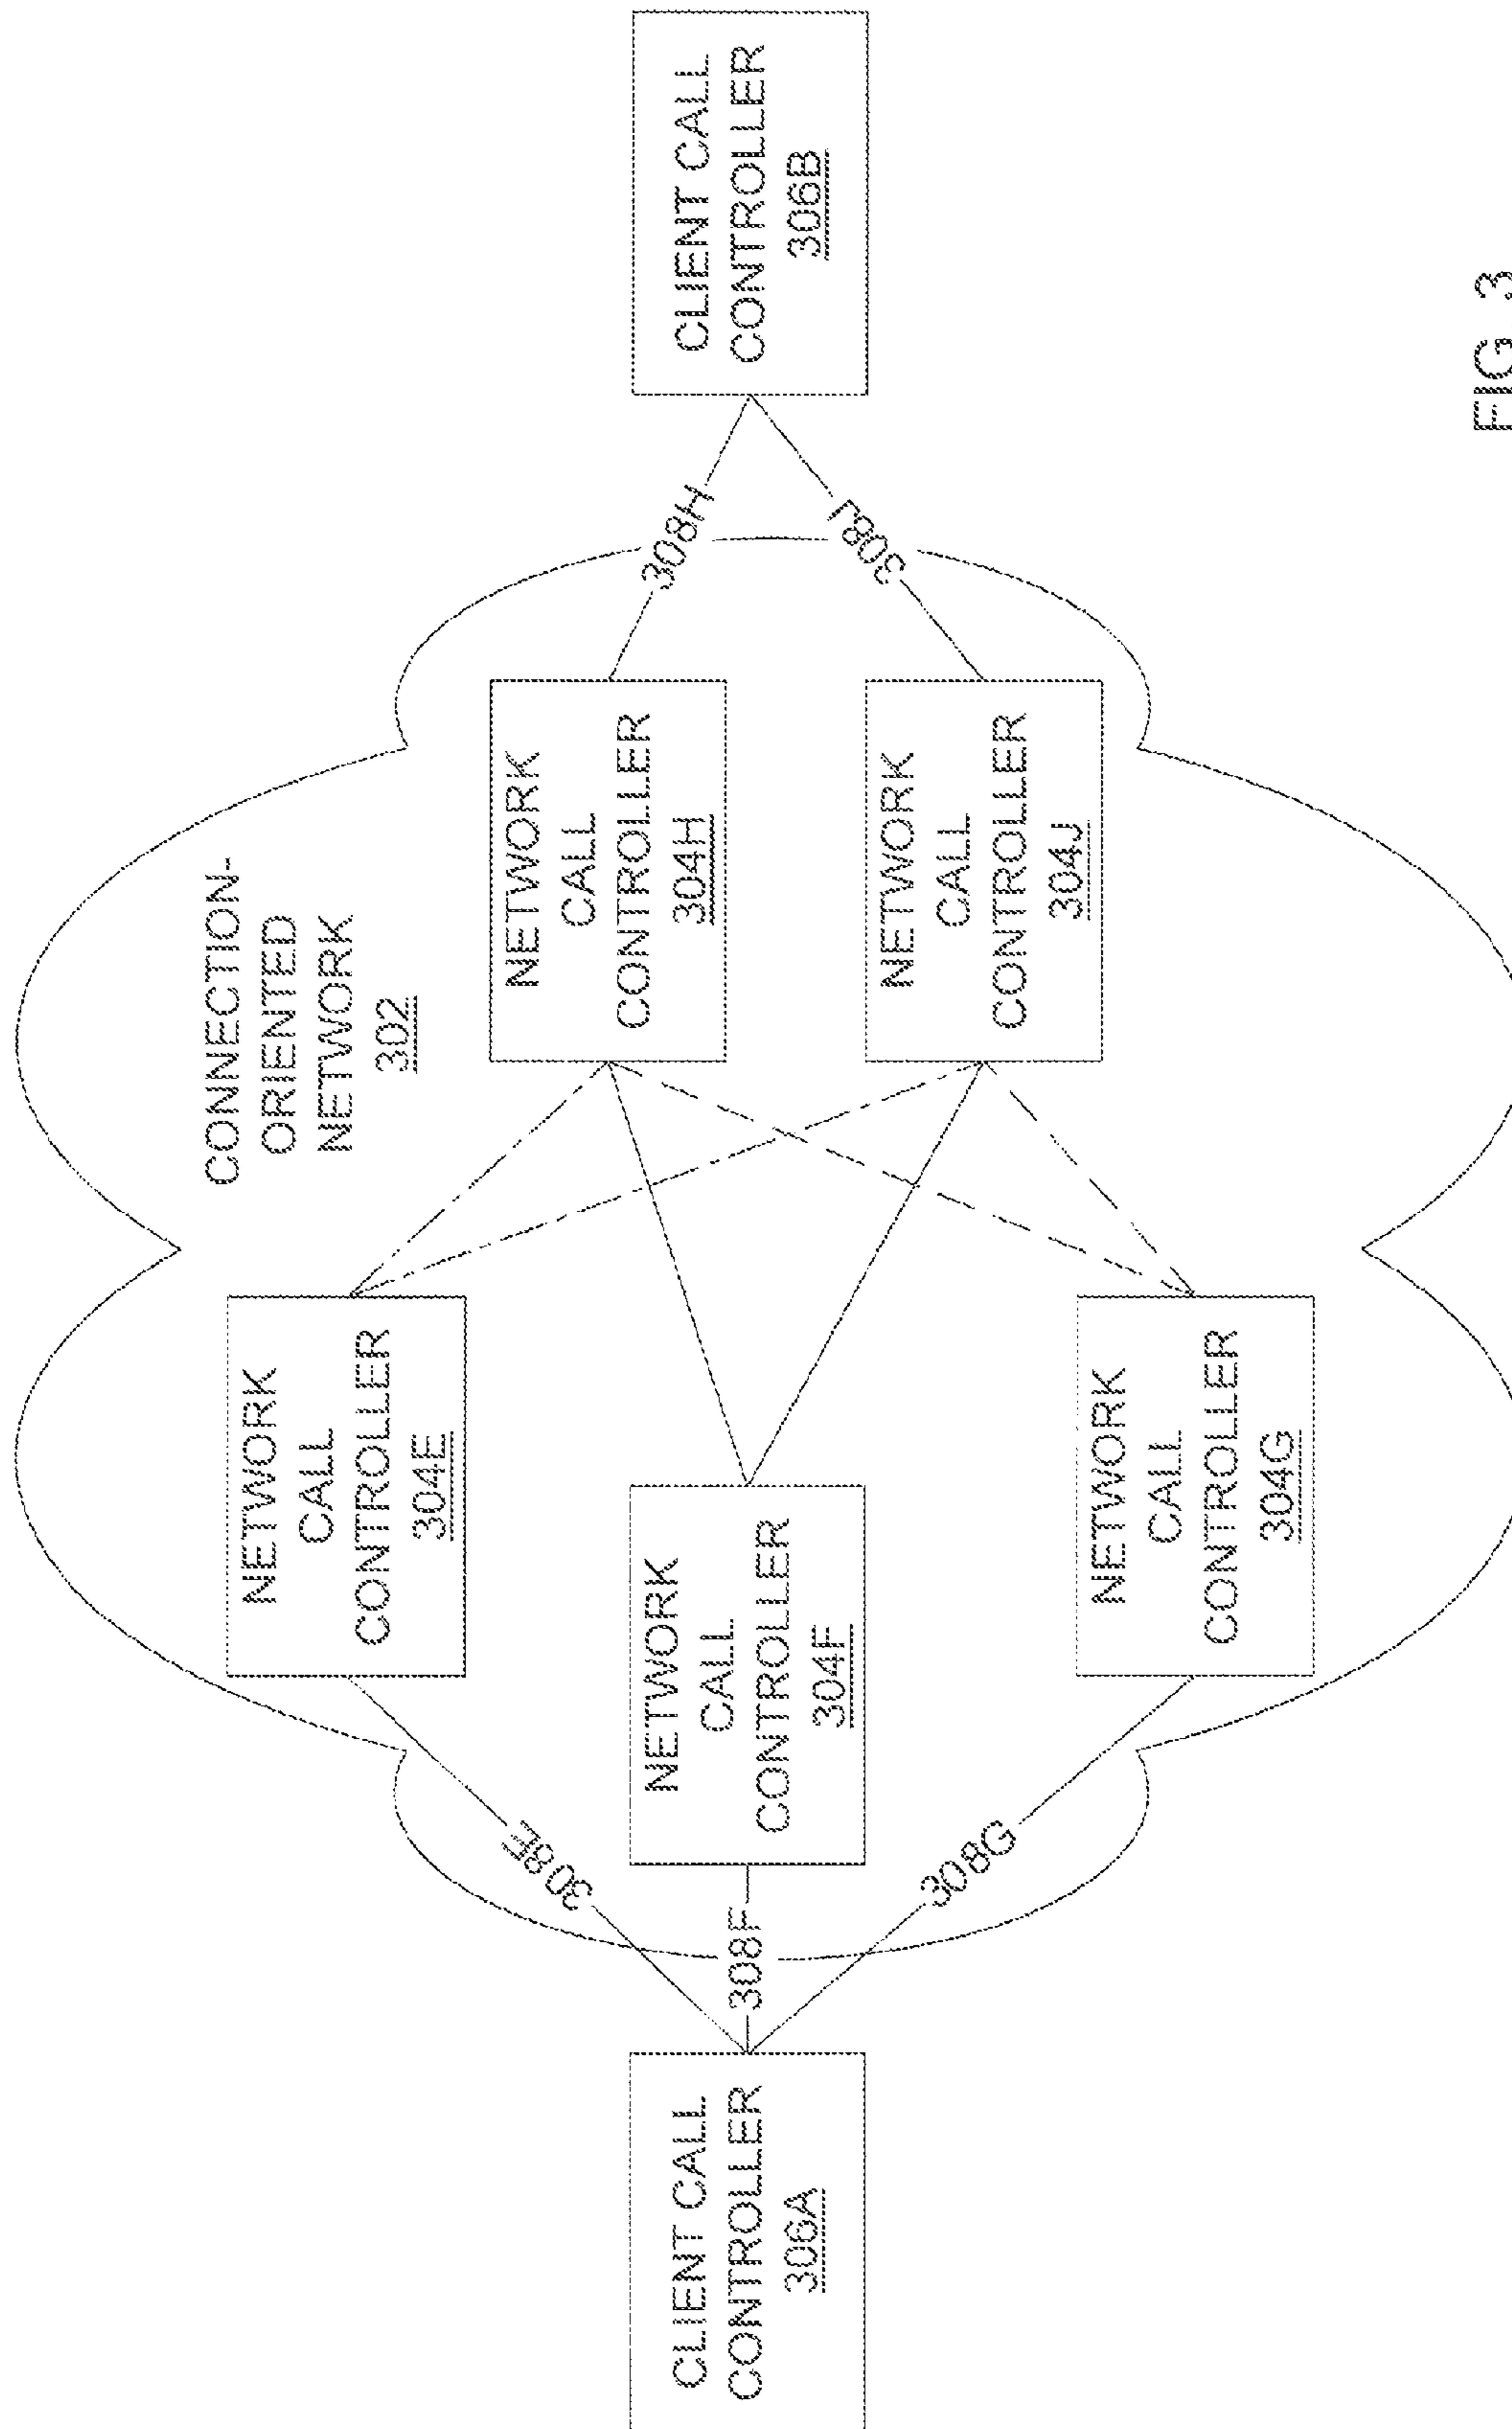 CONNECTION-
ORIENTED
NETWORK
302
CLIENT CALL
CONTROLLER
306A
308E
308F
308G
NETWORK
CALL
CONTROLLER
304E
NETWORK
CALL
CONTROLLER
304F
NETWORK
CALL
CONTROLLER
304G
NETWORK
CALL
CONTROLLER
304H
NETWORK
CALL
CONTROLLER
304J
308H
308J
CLIENT CALL
CONTROLLER
306B
FIG. 3